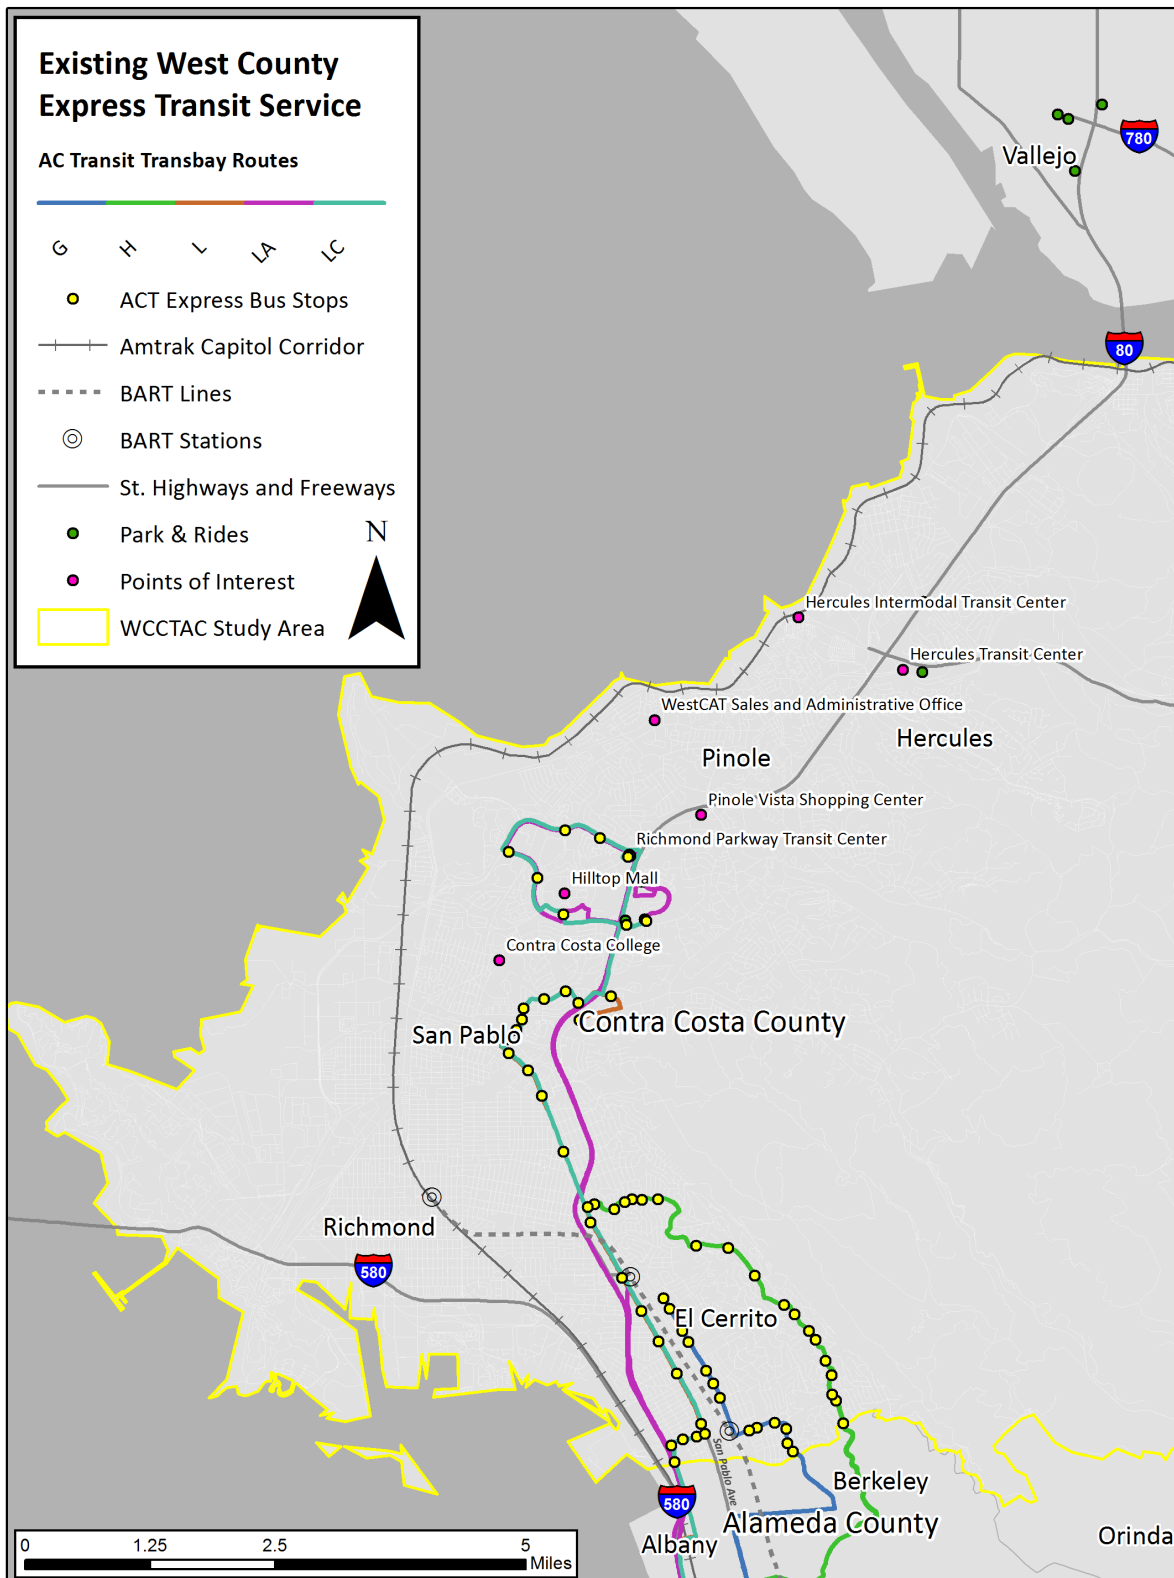 Existing West County
Express Transit Service
AC Transit Transbay Routes
G H L LA LC
ACT Express Bus Stops
Amtrak Capitol Corridor
BART Lines
BART Stations
St. Highways and Freeways
Park & Rides
N
Points of Interest
WCCTAC Study Area
780
Vallejo
80
Hercules Intermodal Transit Center
Hercules Transit Center
WestCAT Sales and Administrative Office
Hercules
Pinole
Pinole Vista Shopping Center
Richmond Parkway Transit Center
Hilltop Mall
Contra Costa College
Contra Costa County
San Pablo
Richmond
580
El Cerrito
San Pablo Ave
Berkeley
580
Alameda County
Albany
Orinda
0 1.25 2.5 5
Miles